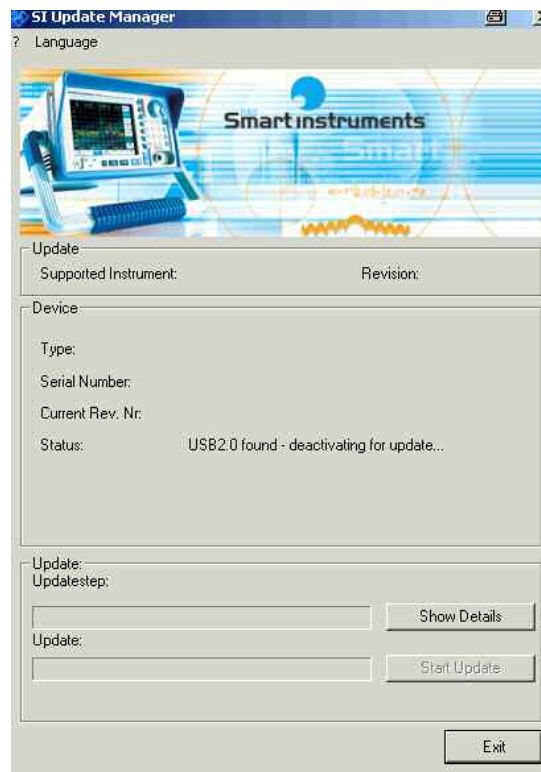 SI Update Manager
? Language
Smart instruments
Smart
Update
Supported Instrument: Revision:
Device
Type:
Serial Number:
Current Rev. Nr:
Status: USB2.0 found - deactivating for update...
Update:
Updatestep:
Show Details
Update:
Start Update
Exit